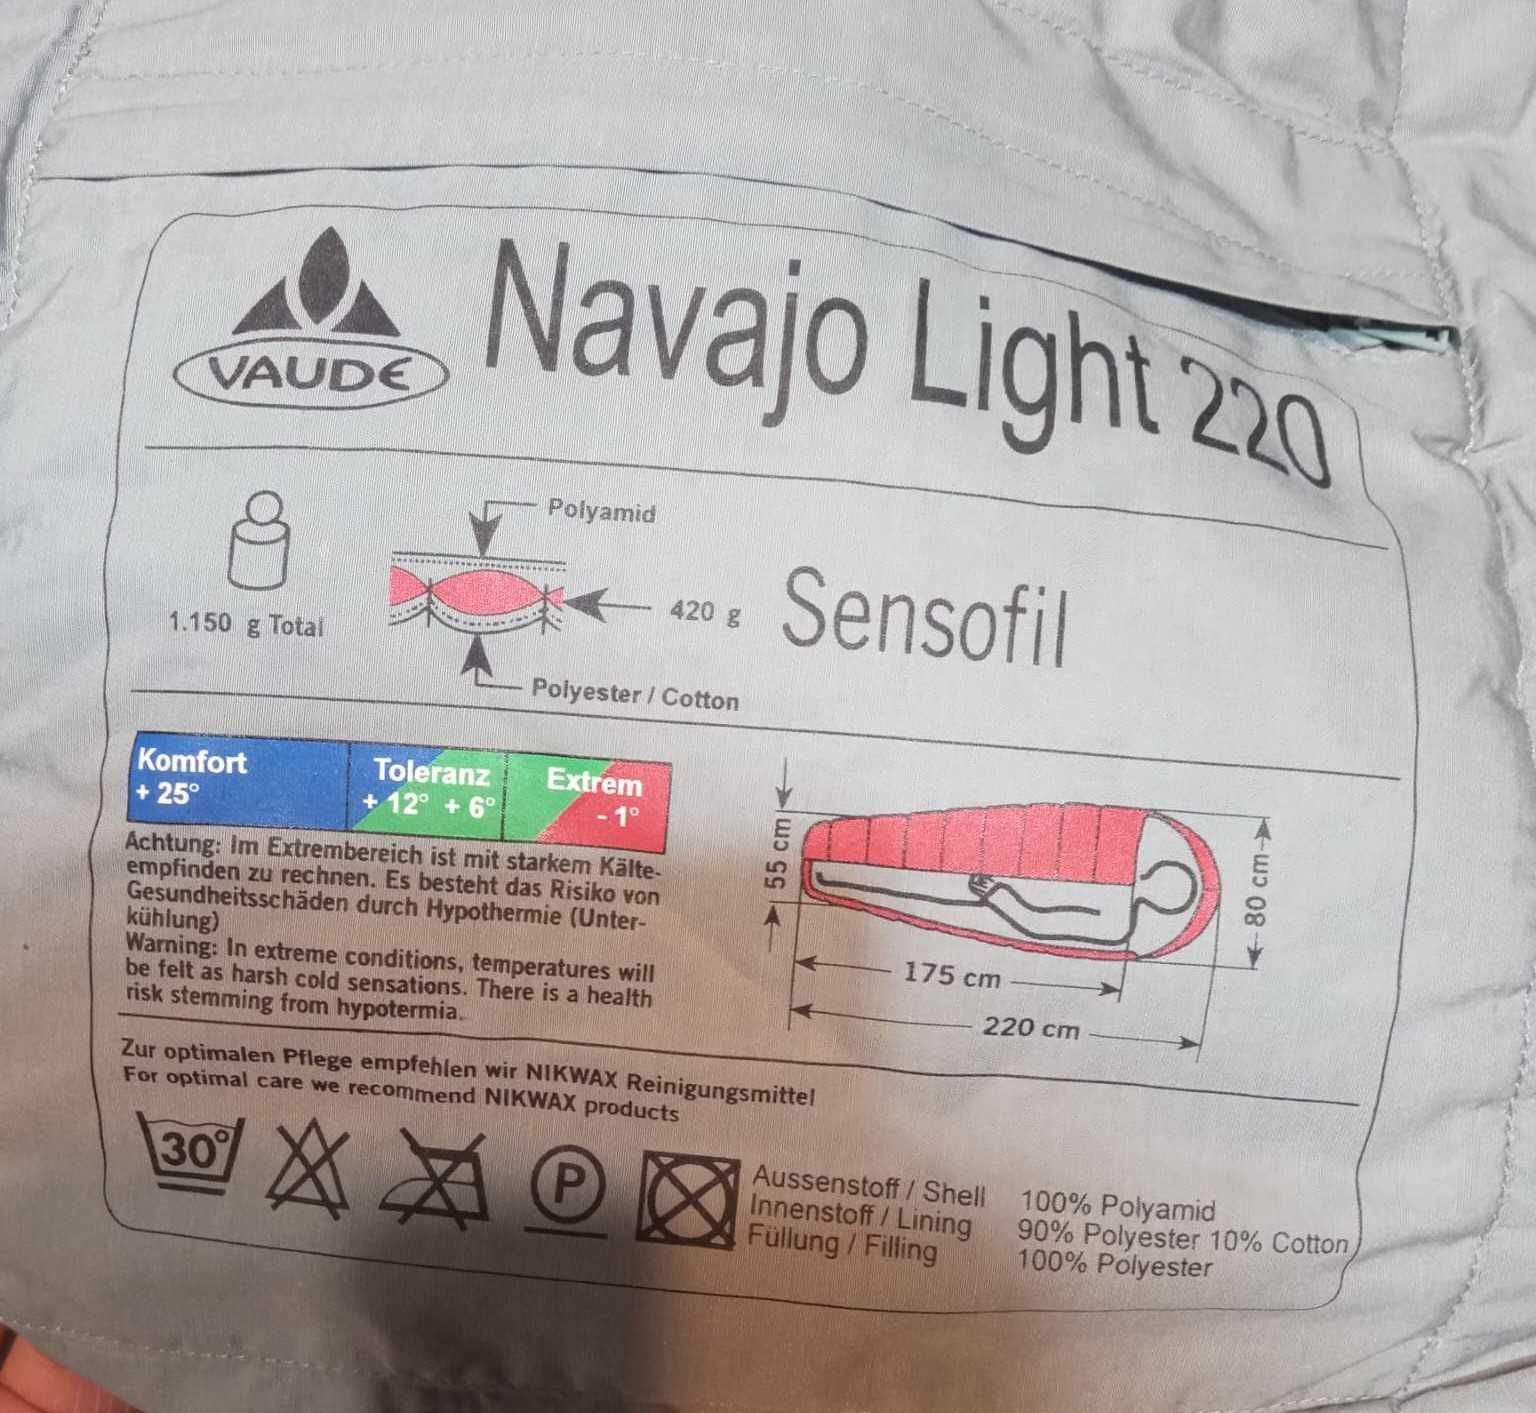 VAUDE
Navajo Light 220
Polyamid
1.150 g Total
420 g
Sensofil
Polyester / Cotton
Komfort
+ 25°
Toleranz
+ 12° + 6°
Extrem
- 1°
Achtung: Im Extrembereich ist mit starkem Kälte-
empfinden zu rechnen. Es besteht das Risiko von
Gesundheitsschäden durch Hypothermie (Unter-
kühlung)
Warning: In extreme conditions, temperatures will
be felt as harsh cold sensations. There is a health
risk stemming from hypotermia.
55 cm
80 cm
175 cm
220 cm
Zur optimalen Pflege empfehlen wir NIKWAX Reinigungsmittel
For optimal care we recommend NIKWAX products
30°
P
Aussenstoff / Shell 100% Polyamid
Innenstoff / Lining 90% Polyester 10% Cotton
Füllung / Filling 100% Polyester